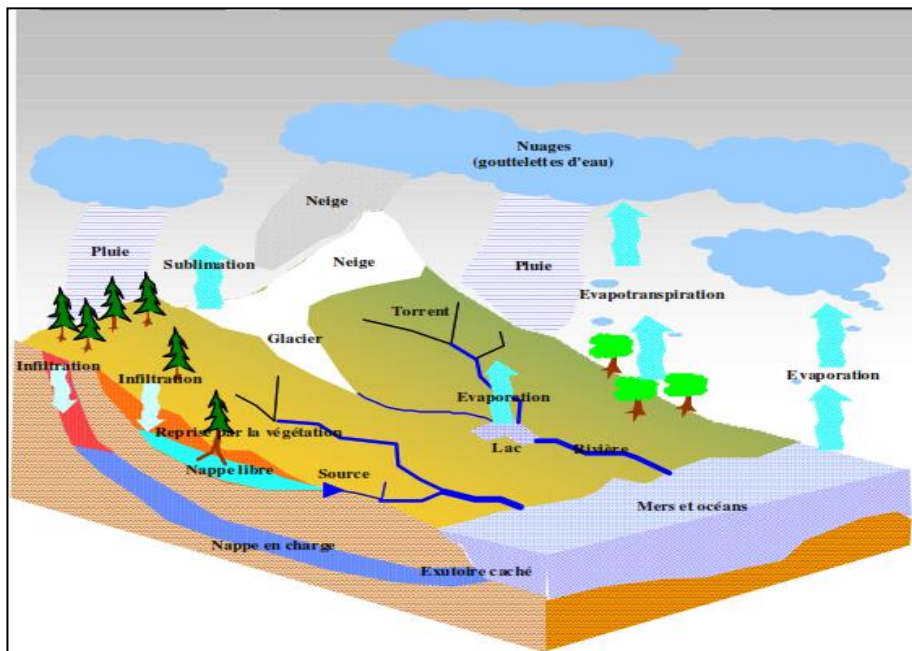 Nuages
(gouttelettes d'eau)
Neige
Pluie
Sublimation
Neige
Pluie
Evapotranspiration
Torrent
Glacier
Infiltration
Infiltration
Evaporation
Evaporation
Reprise par la végétation
Lac
Rivière
Nappe libre
Source
Mers et océans
Nappe en charge
Exutoire caché